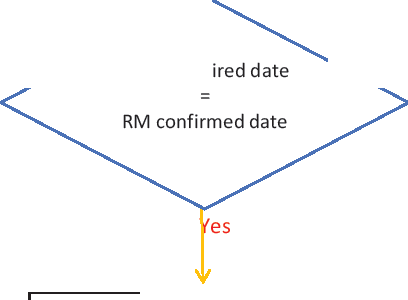 ired date
=
RM confirmed date
Yes